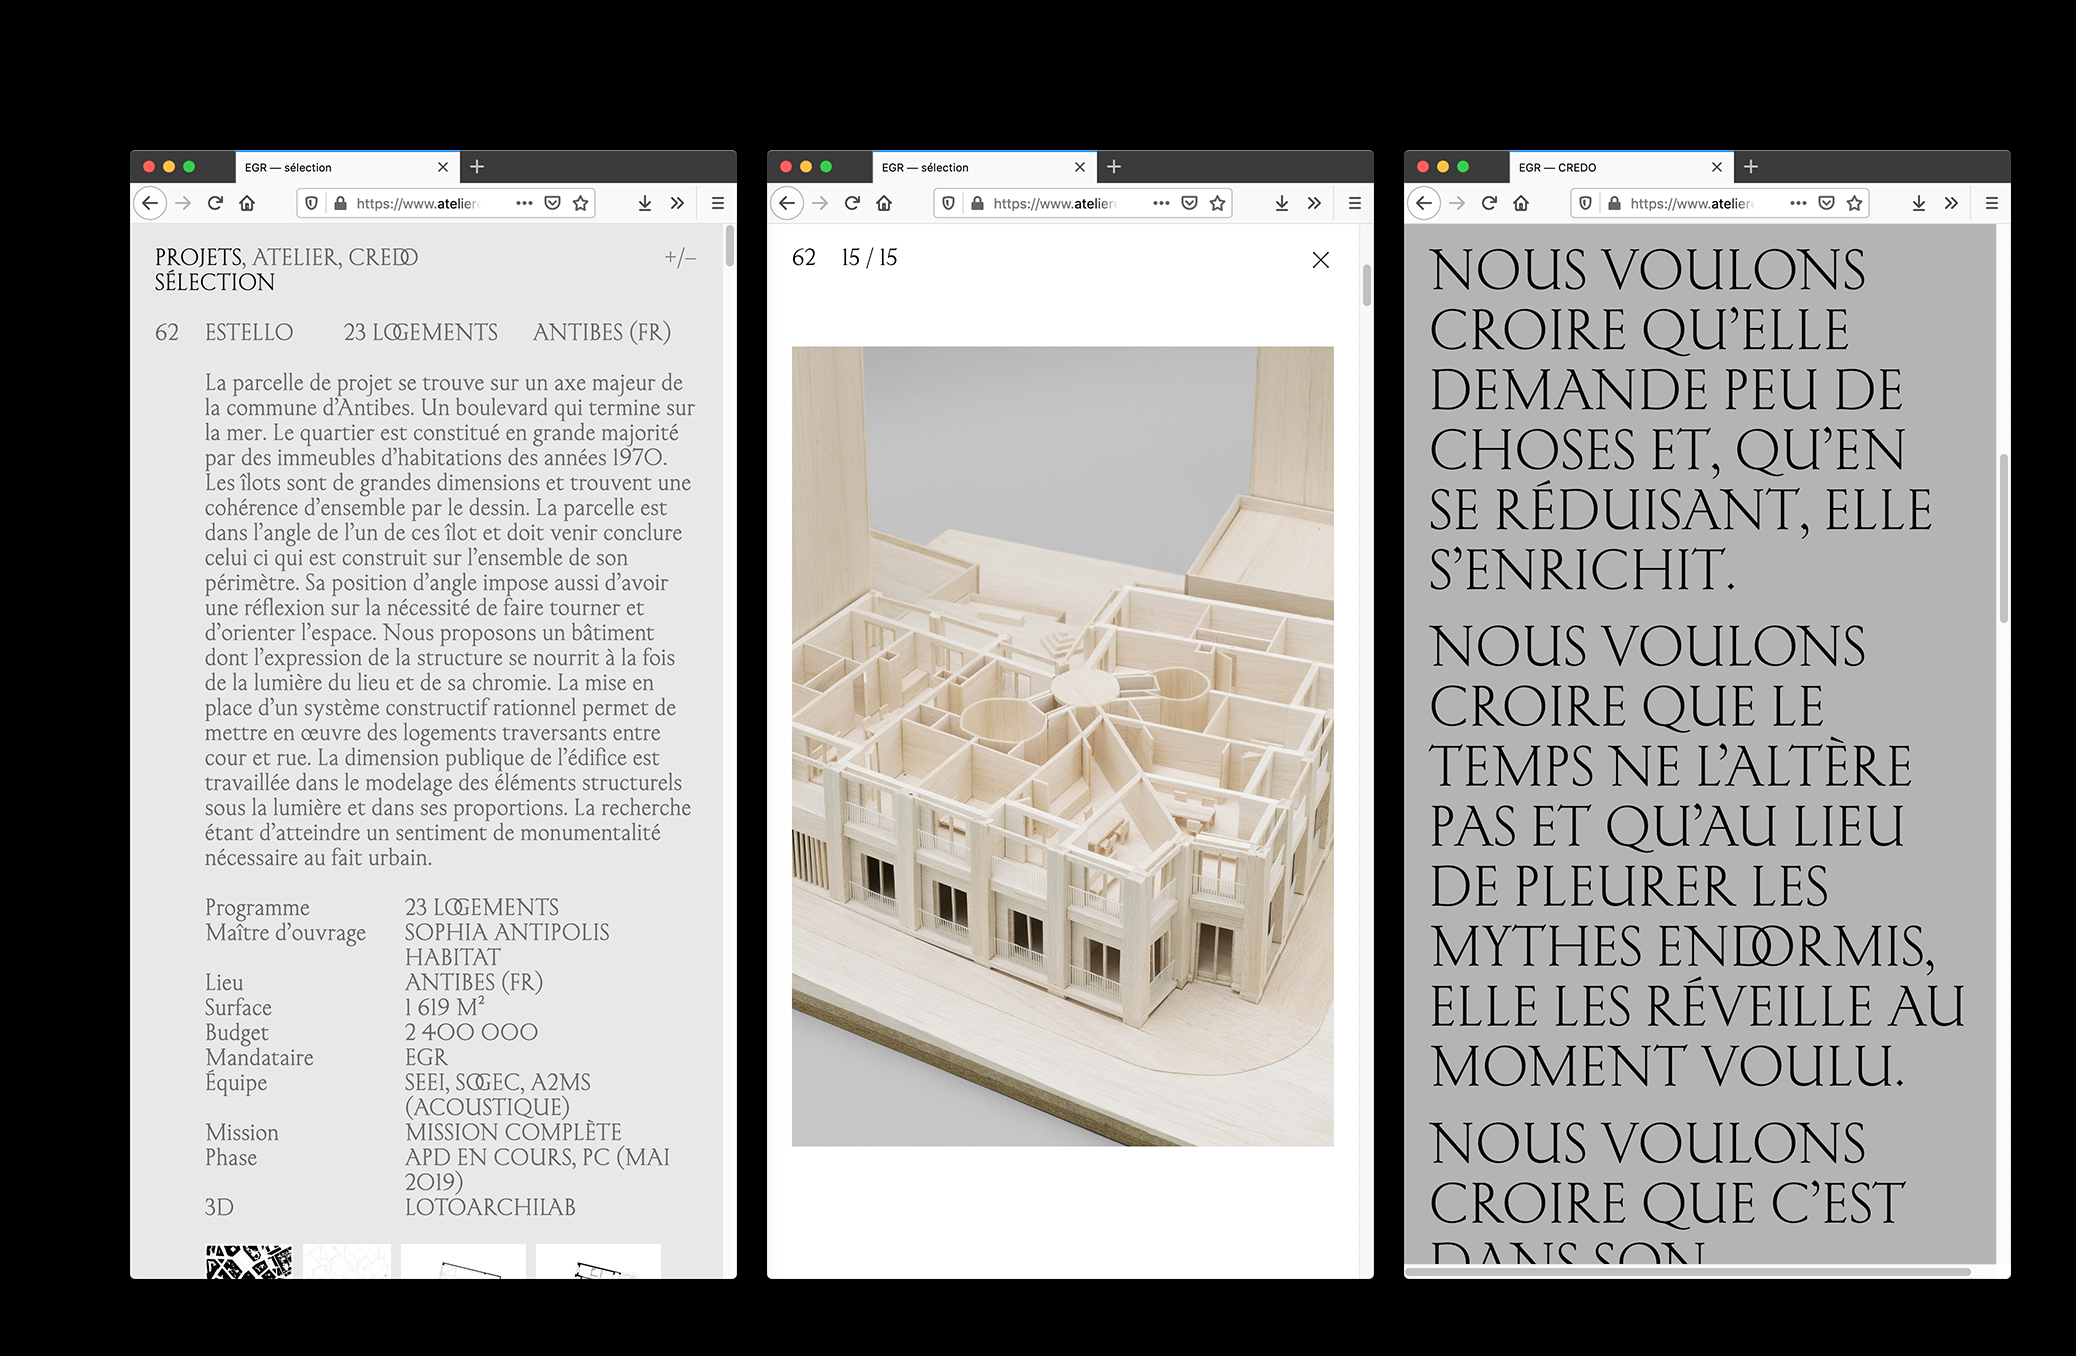 EGR — sélection
https://www.atelier
PROJETS, ATELIER, CREDO
+/–
SÉLECTION
62 ESTELLO 23 LOGEMENTS ANTIBES (FR)
La parcelle de projet se trouve sur un axe majeur de
la commune d’Antibes. Un boulevard qui termine sur
la mer. Le quartier est constitué en grande majorité
par des immeubles d’habitations des années 1970.
Les îlots sont de grandes dimensions et trouvent une
cohérence d’ensemble par le dessin. La parcelle est
dans l’angle de l’un de ces îlot et doit venir conclure
celui ci qui est construit sur l’ensemble de son
périmètre. Sa position d’angle impose aussi d’avoir
une réflexion sur la nécessité de faire tourner et
d’orienter l’espace. Nous proposons un bâtiment
dont l’expression de la structure se nourrit à la fois
de la lumière du lieu et de sa chromie. La mise en
place d’un système constructif rationnel permet de
mettre en œuvre des logements traversants entre
cour et rue. La dimension publique de l’édifice est
travaillée dans le modelage des éléments structurels
sous la lumière et dans ses proportions. La recherche
étant d’atteindre un sentiment de monumentalité
nécessaire au fait urbain.
Programme 23 LOGEMENTS
Maître d’ouvrage SOPHIA ANTIPOLIS
HABITAT
Lieu ANTIBES (FR)
Surface 1 619 M²
Budget 2 400 000
Mandataire EGR
Équipe SEEI, SOGEC, A2MS
(ACOUSTIQUE)
Mission MISSION COMPLÈTE
Phase APD EN COURS, PC (MAI
2019)
3D LOTOARCHILAB
EGR — sélection
https://www.atelier
62 15 / 15
EGR — CREDO
https://www.atelier
NOUS VOULONS
CROIRE QU’ELLE
DEMANDE PEU DE
CHOSES ET, QU’EN
SE RÉDUISANT, ELLE
S’ENRICHIT.
NOUS VOULONS
CROIRE QUE LE
TEMPS NE L’ALTÈRE
PAS ET QU’AU LIEU
DE PLEURER LES
MYTHES ENDORMIS,
ELLE LES RÉVEILLE AU
MOMENT VOULU.
NOUS VOULONS
CROIRE QUE C’EST
DANS SON